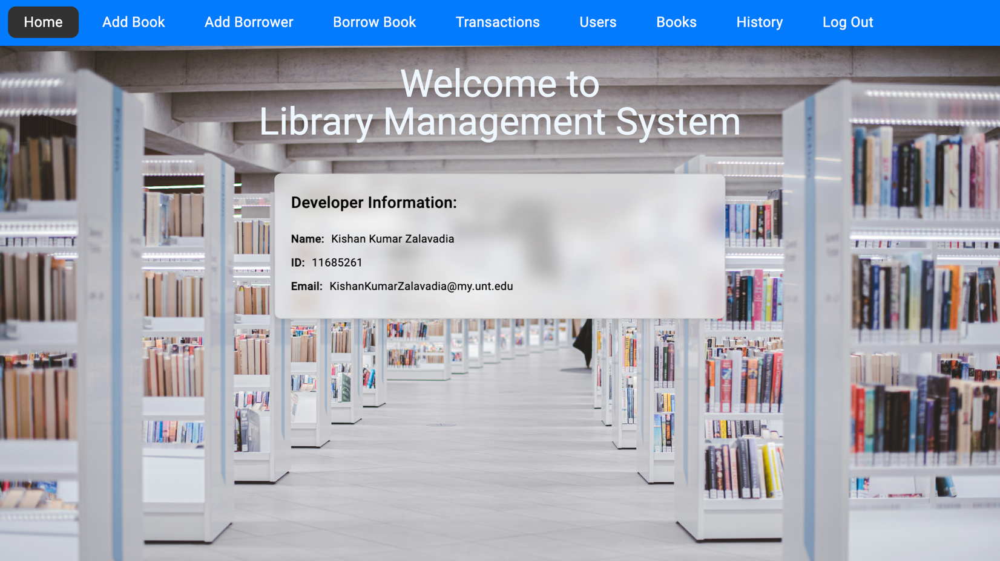 Home Add Book Add Borrower Borrow Book Transactions Users Books History Log Out
Welcome to
Library Management System
Developer Information:
Name: Kishan Kumar Zalavadia
ID: 11685261
Email: KishanKumarZalavadia@my.unt.edu